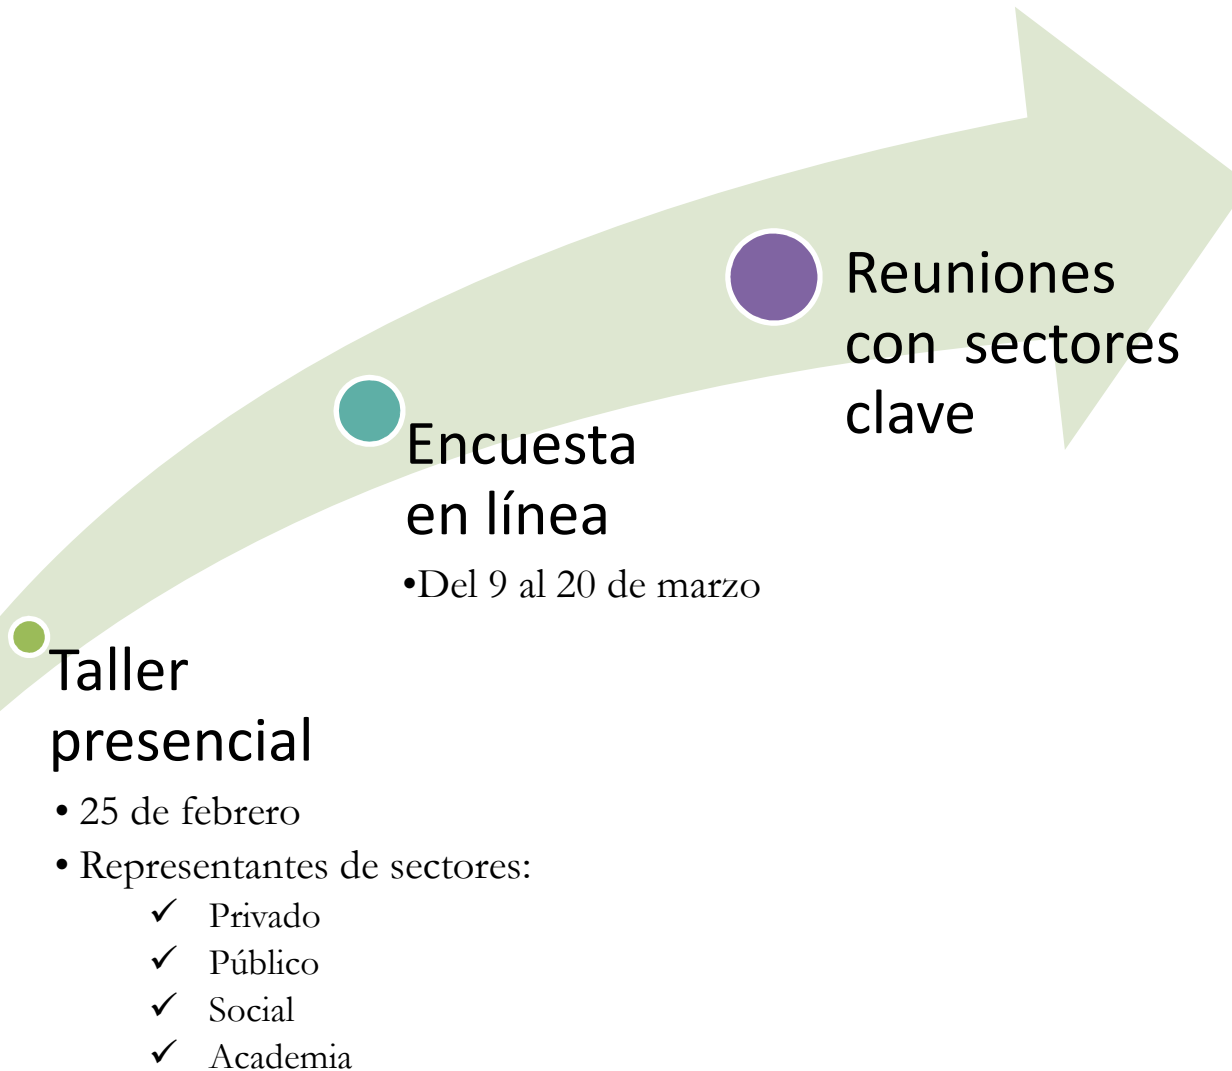 Reuniones
con sectores
clave
Encuesta
en línea
•Del 9 al 20 de marzo
Taller
presencial
• 25 de febrero
• Representantes de sectores:
✓ Privado
✓ Público
✓ Social
✓ Academia